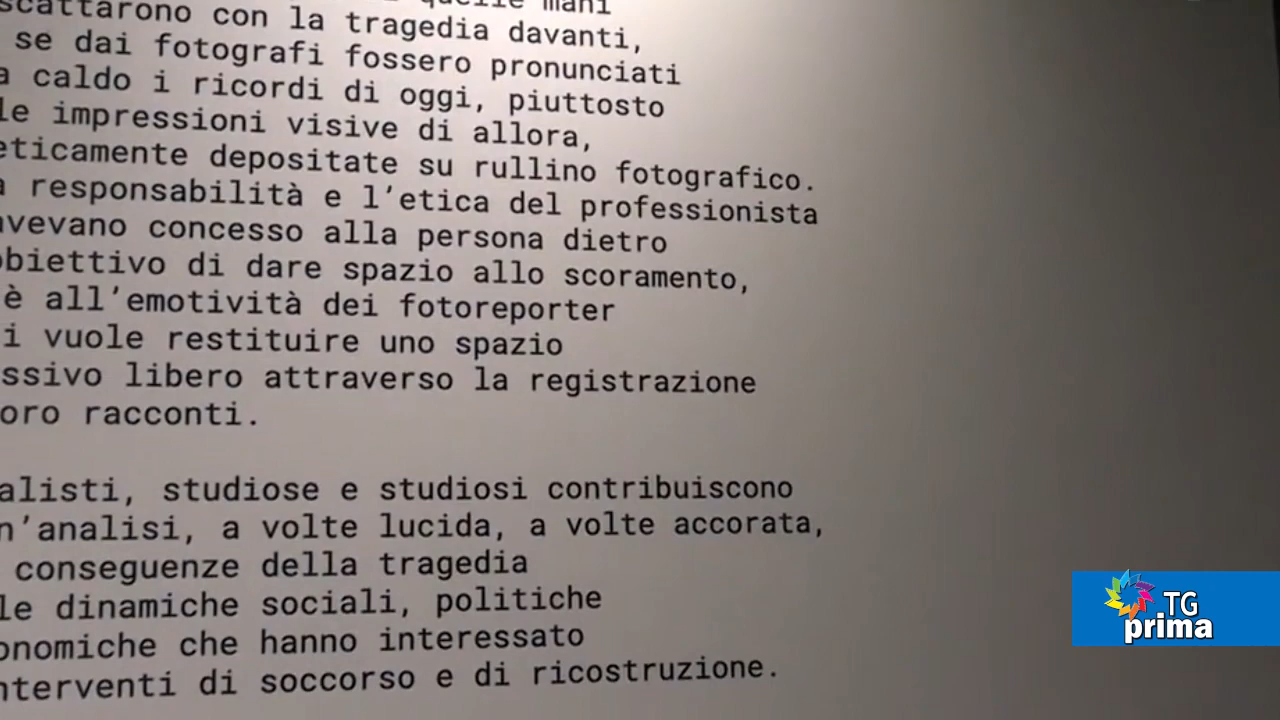 quelle mani
scattarono con la tragedia davanti,
se dai fotografi fossero pronunciati
a caldo i ricordi di oggi, piuttosto
le impressioni visive di allora,
eticamente depositate su rullino fotografico.
a responsabilità e l'etica del professionista
avevano concesso alla persona dietro
obiettivo di dare spazio allo scoramento,
è all'emotività dei fotoreporter
i vuole restituire uno spazio
ssivo libero attraverso la registrazione
oro racconti.
alisti, studiose e studiosi contribuiscono
n'analisi, a volte lucida, a volte accorata,
conseguenze della tragedia
le dinamiche sociali, politiche
onomiche che hanno interessato
nterventi di soccorso e di ricostruzione.
TG
prima